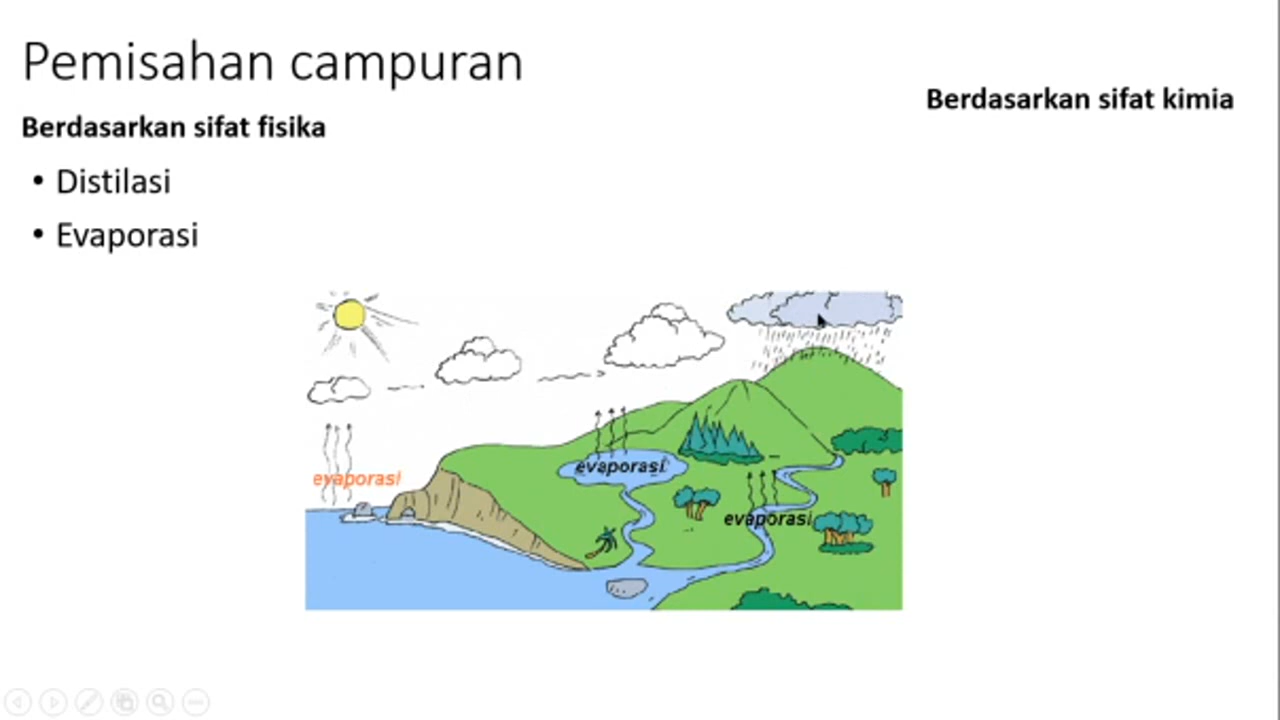 Pemisahan campuran
Berdasarkan sifat fisika
• Distilasi
• Evaporasi
Berdasarkan sifat kimia
evaporasi
evaporasi
evaporasi